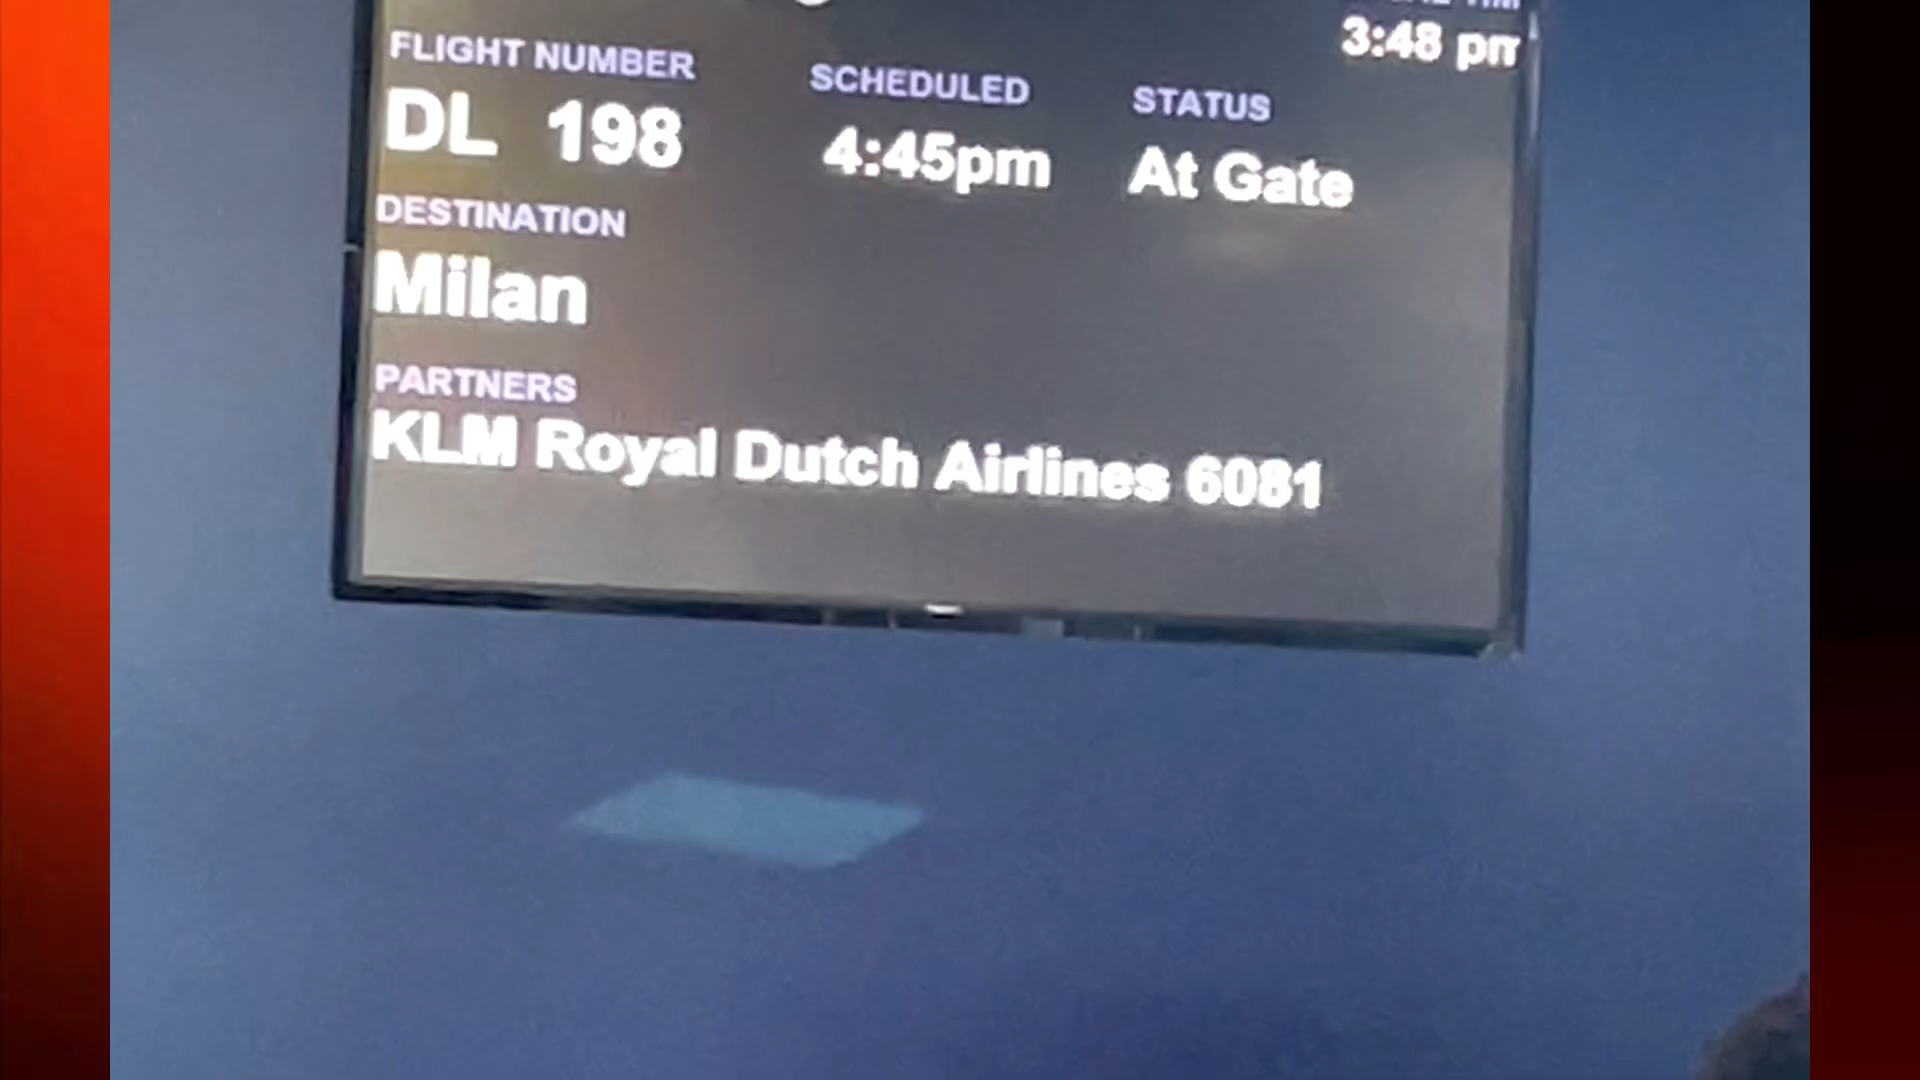 3:48 pm
FLIGHT NUMBER SCHEDULED STATUS
DL 198 4:45pm At Gate
DESTINATION
Milan
PARTNERS
KLM Royal Dutch Airlines 6081